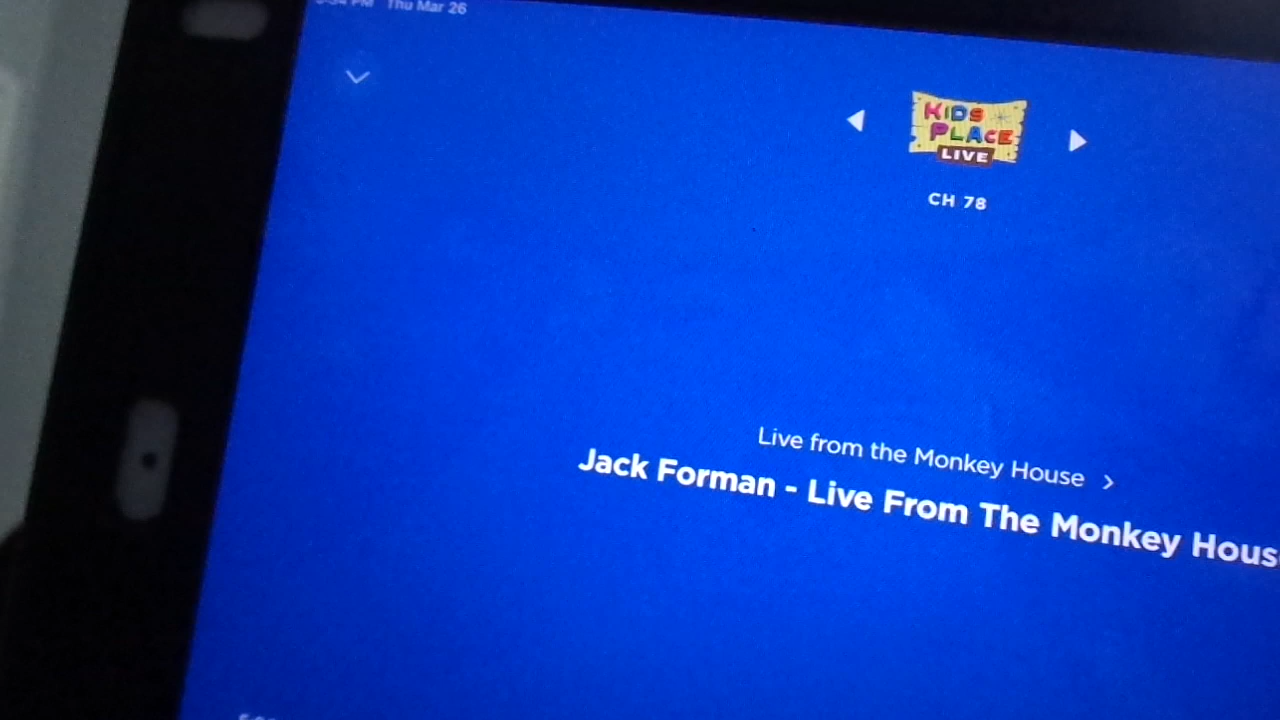 PM Thu Mar 26
KIDS
PLACE
LIVE
CH 78
Live from the Monkey House
Jack Forman - Live From The Monkey Hous